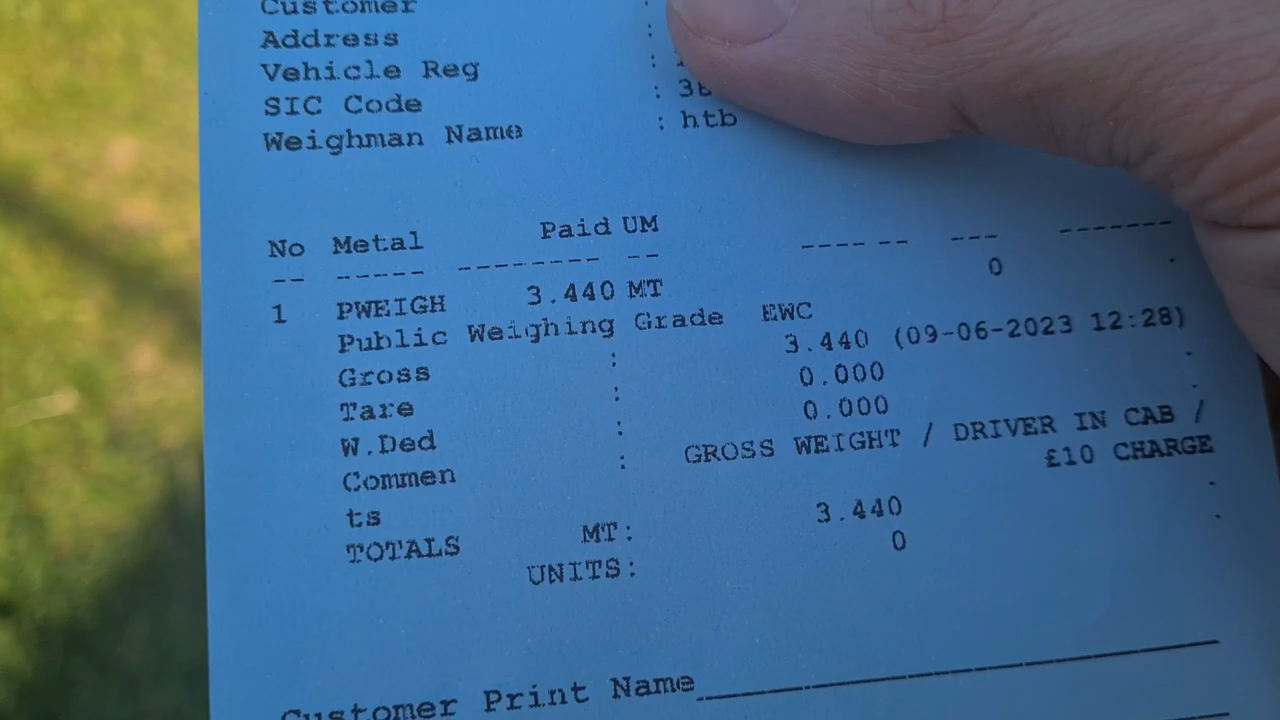 Customer :
Address :
Vehicle Reg :
SIC Code :
Weighman Name : htb
No Metal Paid UM
-- ----- -------- -- ---- -- --- -------
1 PWEIGH 3.440 MT 0 .
Public Weighing Grade EWC
Gross : 3.440 (09-06-2023 12:28)
Tare : 0.000 .
W.Ded : 0.000 .
Commen : GROSS WEIGHT / DRIVER IN CAB /
ts £10 CHARGE
TOTALS MT: 3.440 .
UNITS: 0 .
Customer Print Name